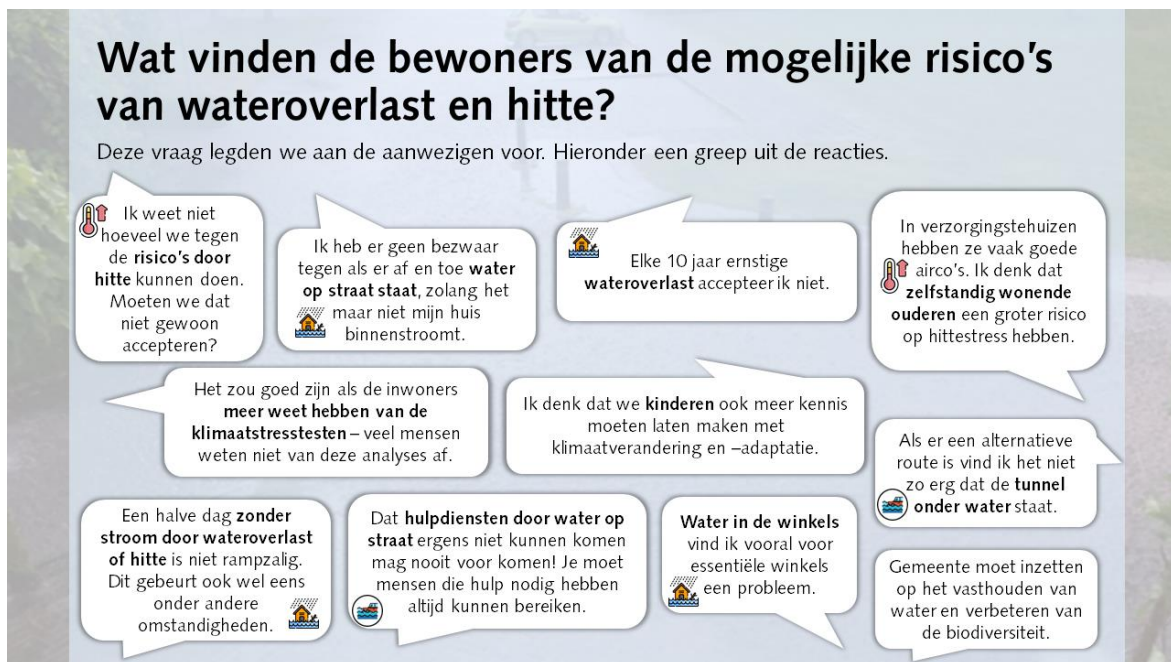 Wat vinden de bewoners van de mogelijke risico's
van wateroverlast en hitte?
Deze vraag legden we aan de aanwezigen voor. Hieronder een greep uit de reacties.
Ik weet niet
hoeveel we tegen
de risico's door
hitte kunnen doen.
Moeten we dat
niet gewoon
accepteren?
Ik heb er geen bezwaar
tegen als er af en toe water
op straat staat, zolang het
maar niet mijn huis
binnenstroomt.
Elke 10 jaar ernstige
wateroverlast accepteer ik niet.
In verzorgingstehuizen
hebben ze vaak goede
airco's. Ik denk dat
zelfstandig wonende
ouderen een groter risico
op hittestress hebben.
Het zou goed zijn als de inwoners
meer weet hebben van de
klimaatstresstesten – veel mensen
weten niet van deze analyses af.
Ik denk dat we kinderen ook meer kennis
moeten laten maken met
klimaatverandering en –adaptatie.
Als er een alternatieve
route is vind ik het niet
zo erg dat de tunnel
onder water staat.
Een halve dag zonder
stroom door wateroverlast
of hitte is niet rampzalig.
Dit gebeurt ook wel eens
onder andere
omstandigheden.
Dat hulpdiensten door water op
straat ergens niet kunnen komen
mag nooit voor komen! Je moet
mensen die hulp nodig hebben
altijd kunnen bereiken.
Water in de winkels
vind ik vooral voor
essentiële winkels
een probleem.
Gemeente moet inzetten
op het vasthouden van
water en verbeteren van
de biodiversiteit.